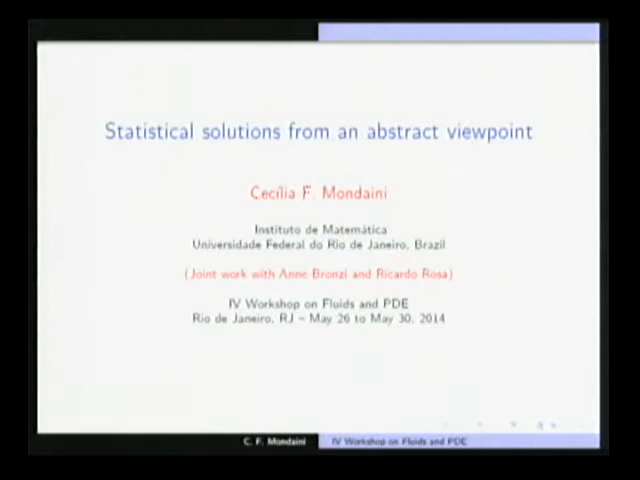 Statistical solutions from an abstract viewpoint
Cecília F. Mondaini
Instituto de Matemática
Universidade Federal do Rio de Janeiro, Brazil
(Joint work with Anne Bronzi and Ricardo Rosa)
IV Workshop on Fluids and PDE
Rio de Janeiro, RJ – May 26 to May 30, 2014
C. F. Mondaini IV Workshop on Fluids and PDE